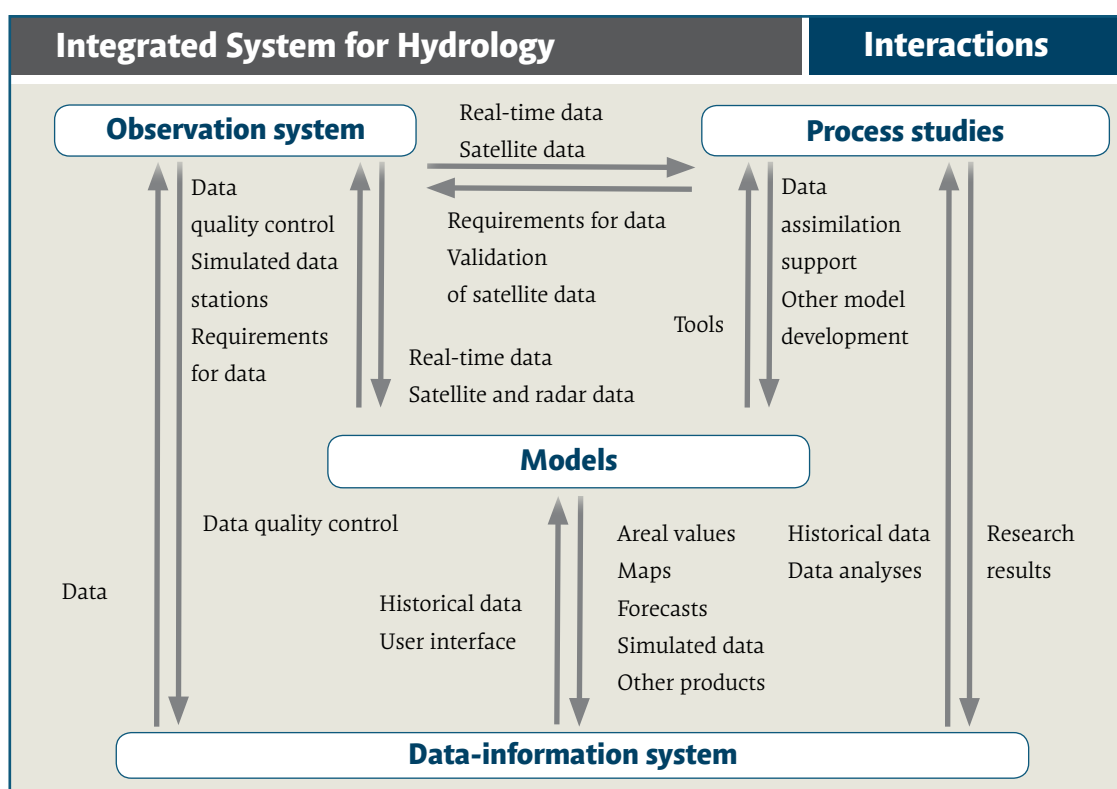 Integrated System for Hydrology
Interactions
Observation system
Real-time data
Satellite data
Process studies
Data
quality control
Simulated data
stations
Requirements
for data
Requirements for data
Validation
of satellite data
Data
assimilation
support
Other model
development
Tools
Real-time data
Satellite and radar data
Models
Data quality control
Data
Historical data
User interface
Areal values
Maps
Forecasts
Simulated data
Other products
Historical data
Data analyses
Research
results
Data-information system